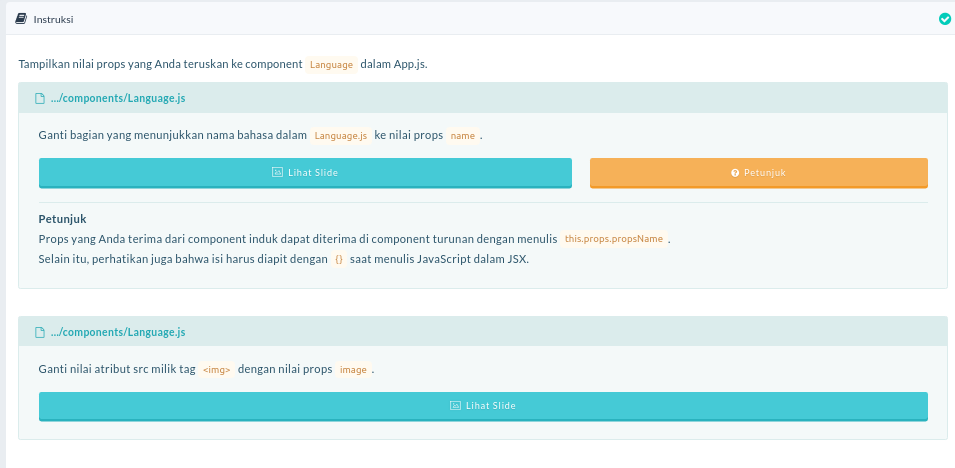 Instruksi
Tampilkan nilai props yang Anda teruskan ke component Language dalam App.js.
.../components/Language.js
Ganti bagian yang menunjukkan nama bahasa dalam Language.js ke nilai props name .
Lihat Slide
Petunjuk
Petunjuk
Props yang Anda terima dari component induk dapat diterima di component turunan dengan menulis this.props.propsName .
Selain itu, perhatikan juga bahwa isi harus diapit dengan {} saat menulis JavaScript dalam JSX.
.../components/Language.js
Ganti nilai atribut src milik tag <img> dengan nilai props image .
Lihat Slide